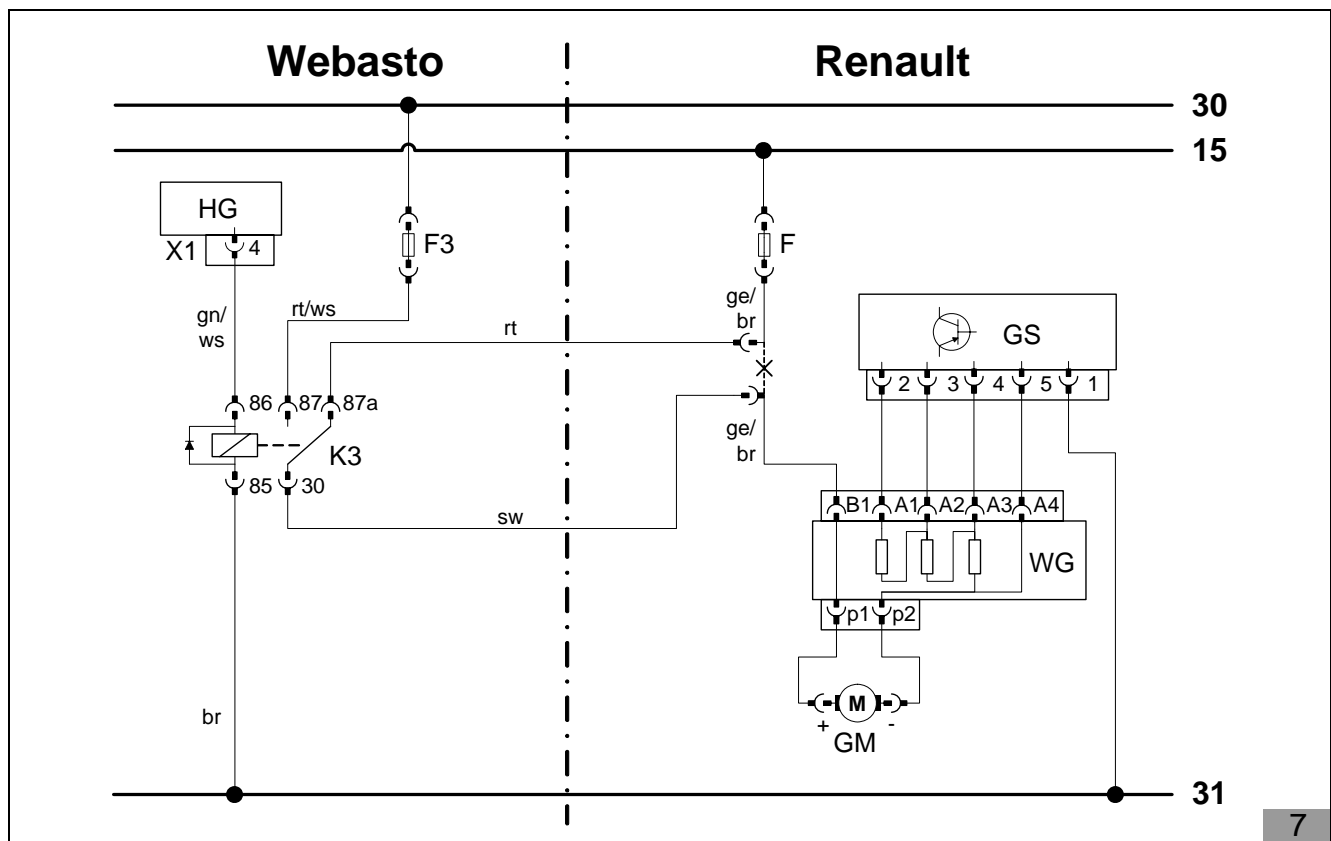 Webasto
Renault
30
15
HG
X1
4
F3
F
gn/
ws
rt/ws
rt
ge/
br
GS
2 3 4 5 1
86 87 87a
K3
85 30
ge/
br
sw
B1 A1 A2 A3 A4
WG
p1 p2
M
+ -
GM
br
31
7